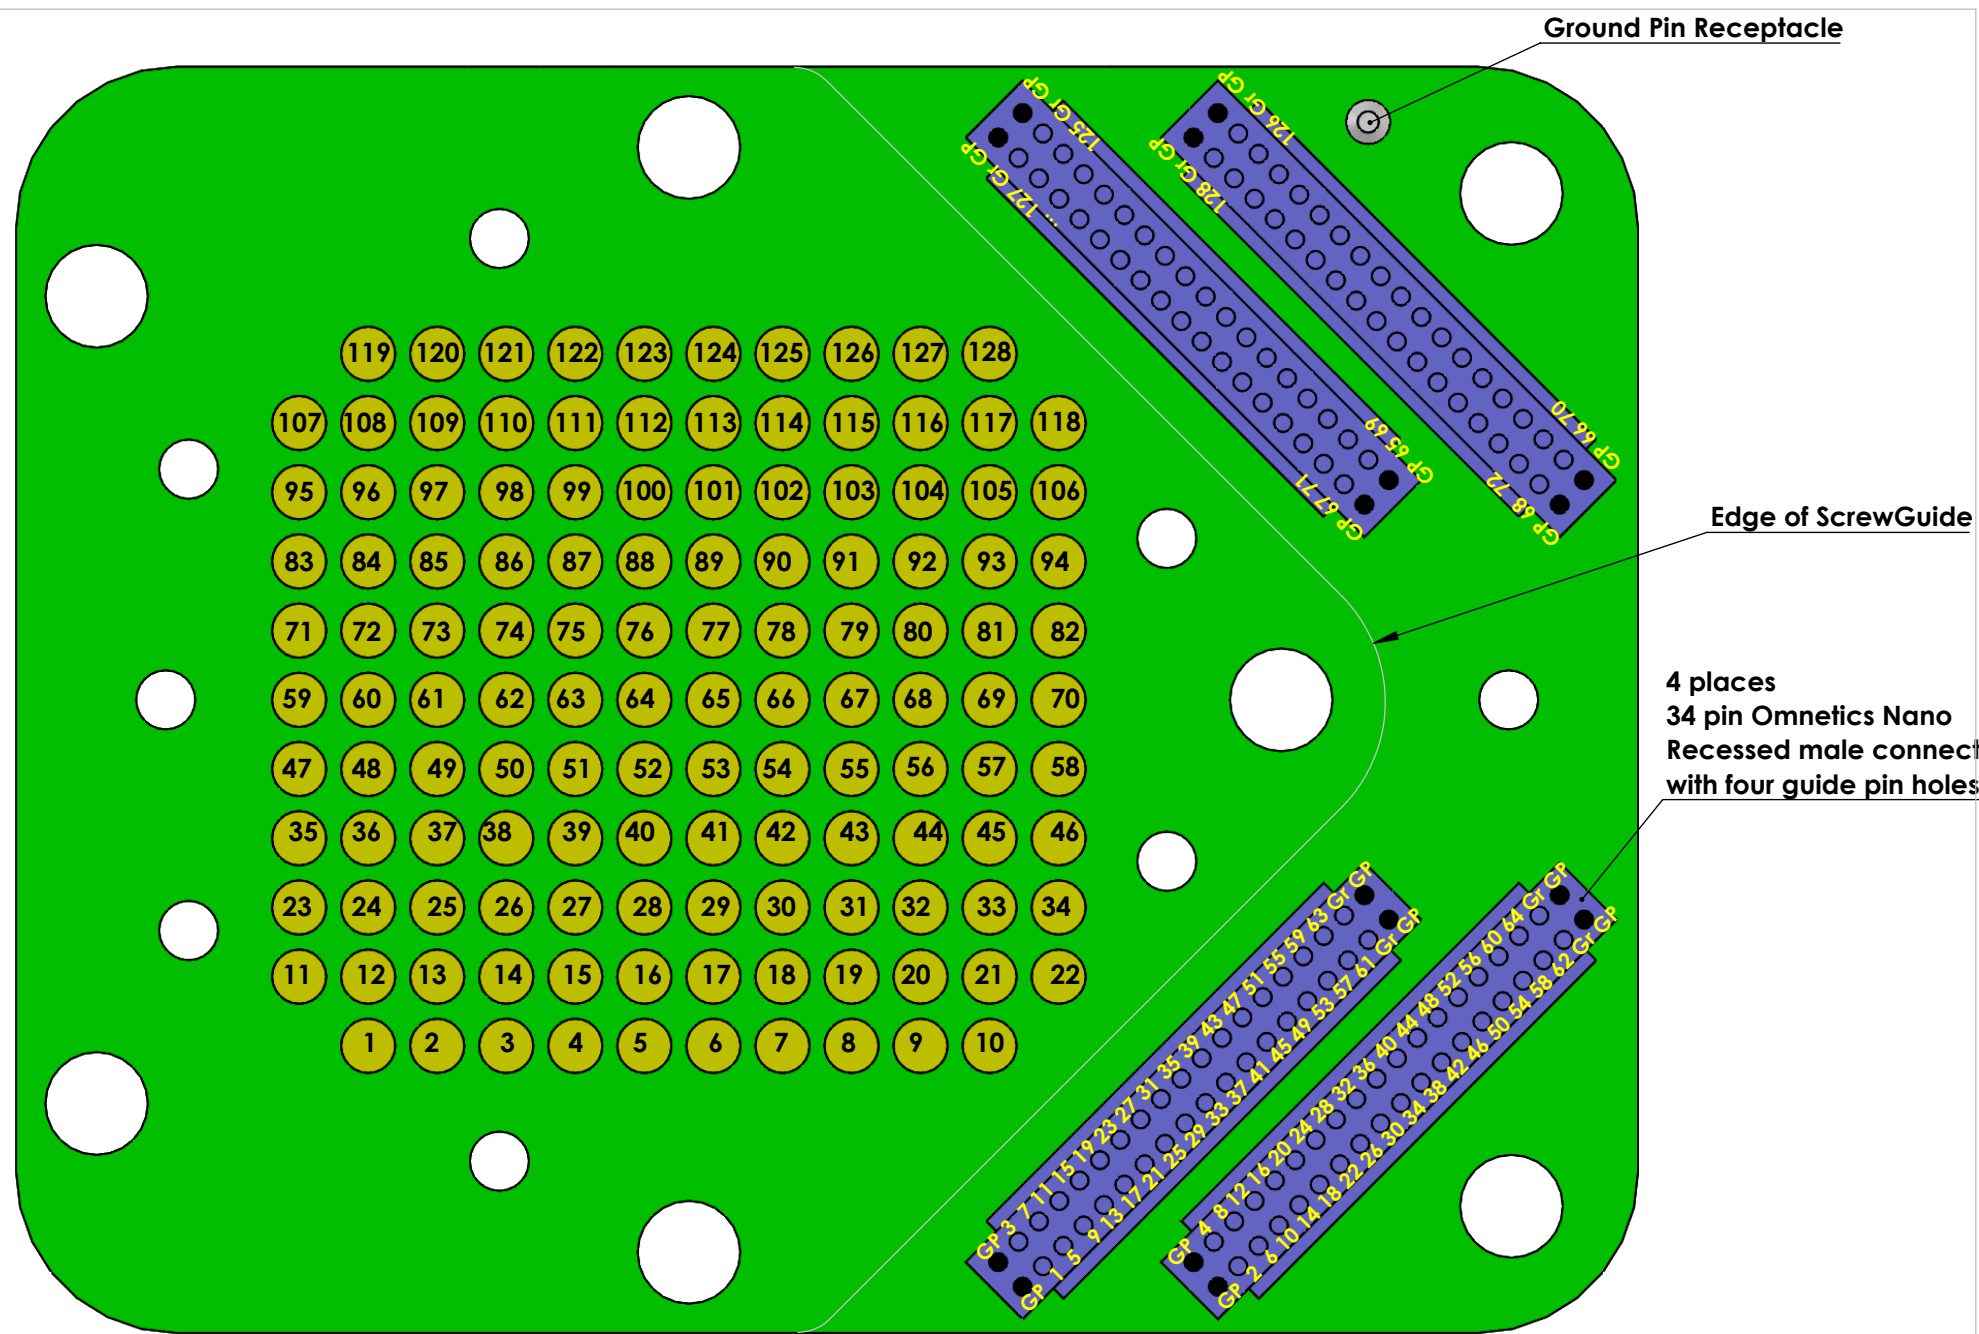 Ground Pin Receptacle
GP Gr 125
GP Gr 127 ...
GP Gr 126
GP Gr 128
GP 65 69
GP 67 71
GP 66 70
GP 68 72
119 120 121 122 123 124 125 126 127 128
107 108 109 110 111 112 113 114 115 116 117 118
95 96 97 98 99 100 101 102 103 104 105 106
83 84 85 86 87 88 89 90 91 92 93 94
71 72 73 74 75 76 77 78 79 80 81 82
59 60 61 62 63 64 65 66 67 68 69 70
47 48 49 50 51 52 53 54 55 56 57 58
35 36 37 38 39 40 41 42 43 44 45 46
23 24 25 26 27 28 29 30 31 32 33 34
11 12 13 14 15 16 17 18 19 20 21 22
1 2 3 4 5 6 7 8 9 10
Edge of ScrewGuide
4 places
34 pin Omnetics Nano
Recessed male connect
with four guide pin holes
GP 3 7 11 15 19 23 27 31 35 39 43 47 51 55 59 63 Gr GP
GP 1 5 9 13 17 21 25 29 33 37 41 45 49 53 57 61 Gr GP
GP 4 8 12 16 20 24 28 32 36 40 44 48 52 56 60 64 Gr GP
GP 2 6 10 14 18 22 26 30 34 38 42 46 50 54 58 62 Gr GP